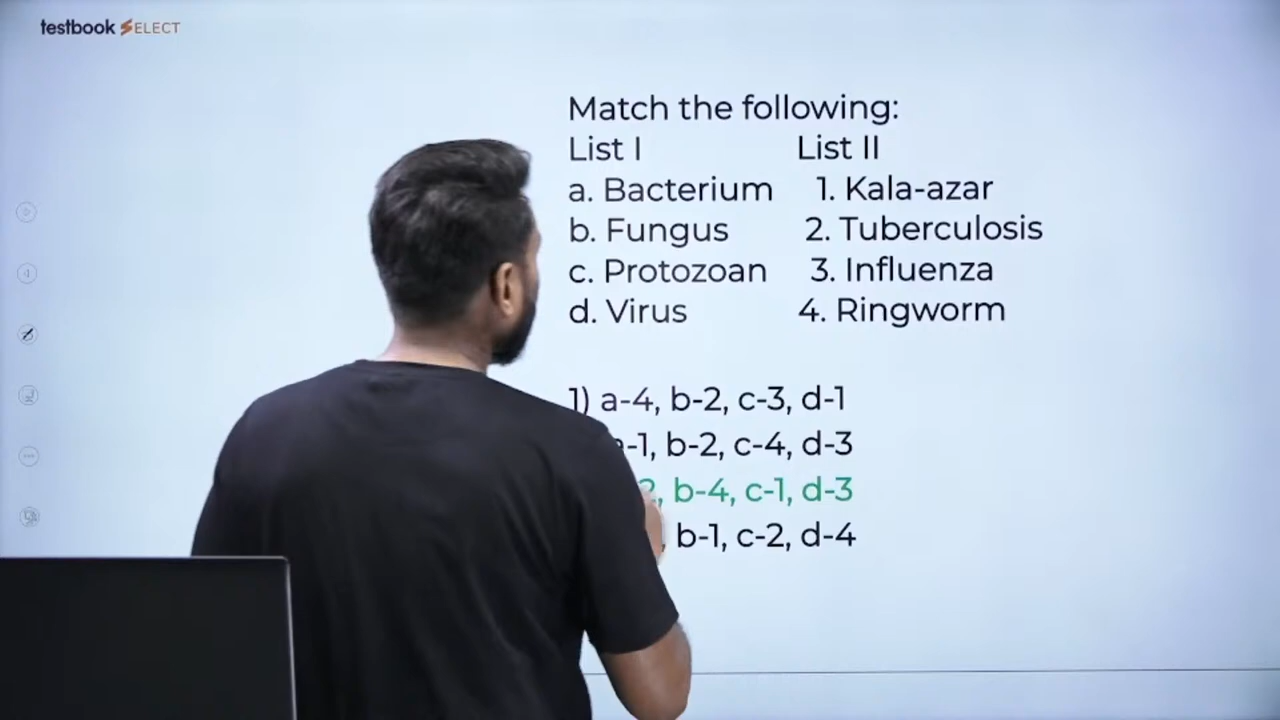 testbook SELECT
Match the following:
List I List II
a. Bacterium 1. Kala-azar
b. Fungus 2. Tuberculosis
c. Protozoan 3. Influenza
d. Virus 4. Ringworm
1) a-4, b-2, c-3, d-1
-1, b-2, c-4, d-3
2, b-4, c-1, d-3
, b-1, c-2, d-4